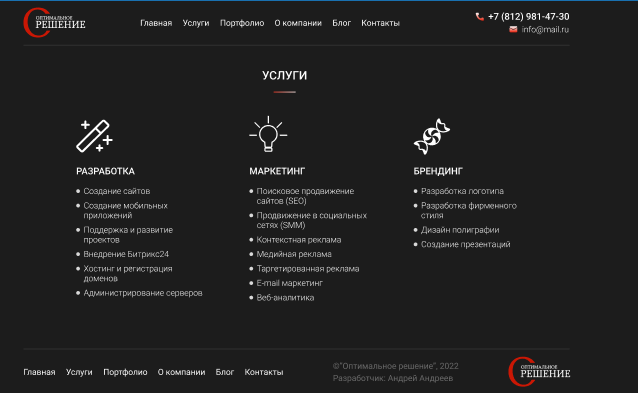 ОПТИМАЛЬНОЕ
РЕШЕНИЕ
Главная Услуги Портфолио О компании Блог Контакты
+7 (812) 981-47-30
info@mail.ru
УСЛУГИ
РАЗРАБОТКА
Создание сайтов
Создание мобильных
приложений
Поддержка и развитие
проектов
Внедрение Битрикс24
Хостинг и регистрация
доменов
Администрирование серверов
МАРКЕТИНГ
Поисковое продвижение
сайтов (SEO)
Продвижение в социальных
сетях (SMM)
Контекстная реклама
Медийная реклама
Таргетированная реклама
E-mail маркетинг
Веб-аналитика
БРЕНДИНГ
Разработка логотипа
Разработка фирменного
стиля
Дизайн полиграфии
Создание презентаций
Главная Услуги Портфолио О компании Блог Контакты
©"Оптимальное решение", 2022
Разработчик: Андрей Андреев
ОПТИМАЛЬНОЕ
РЕШЕНИЕ